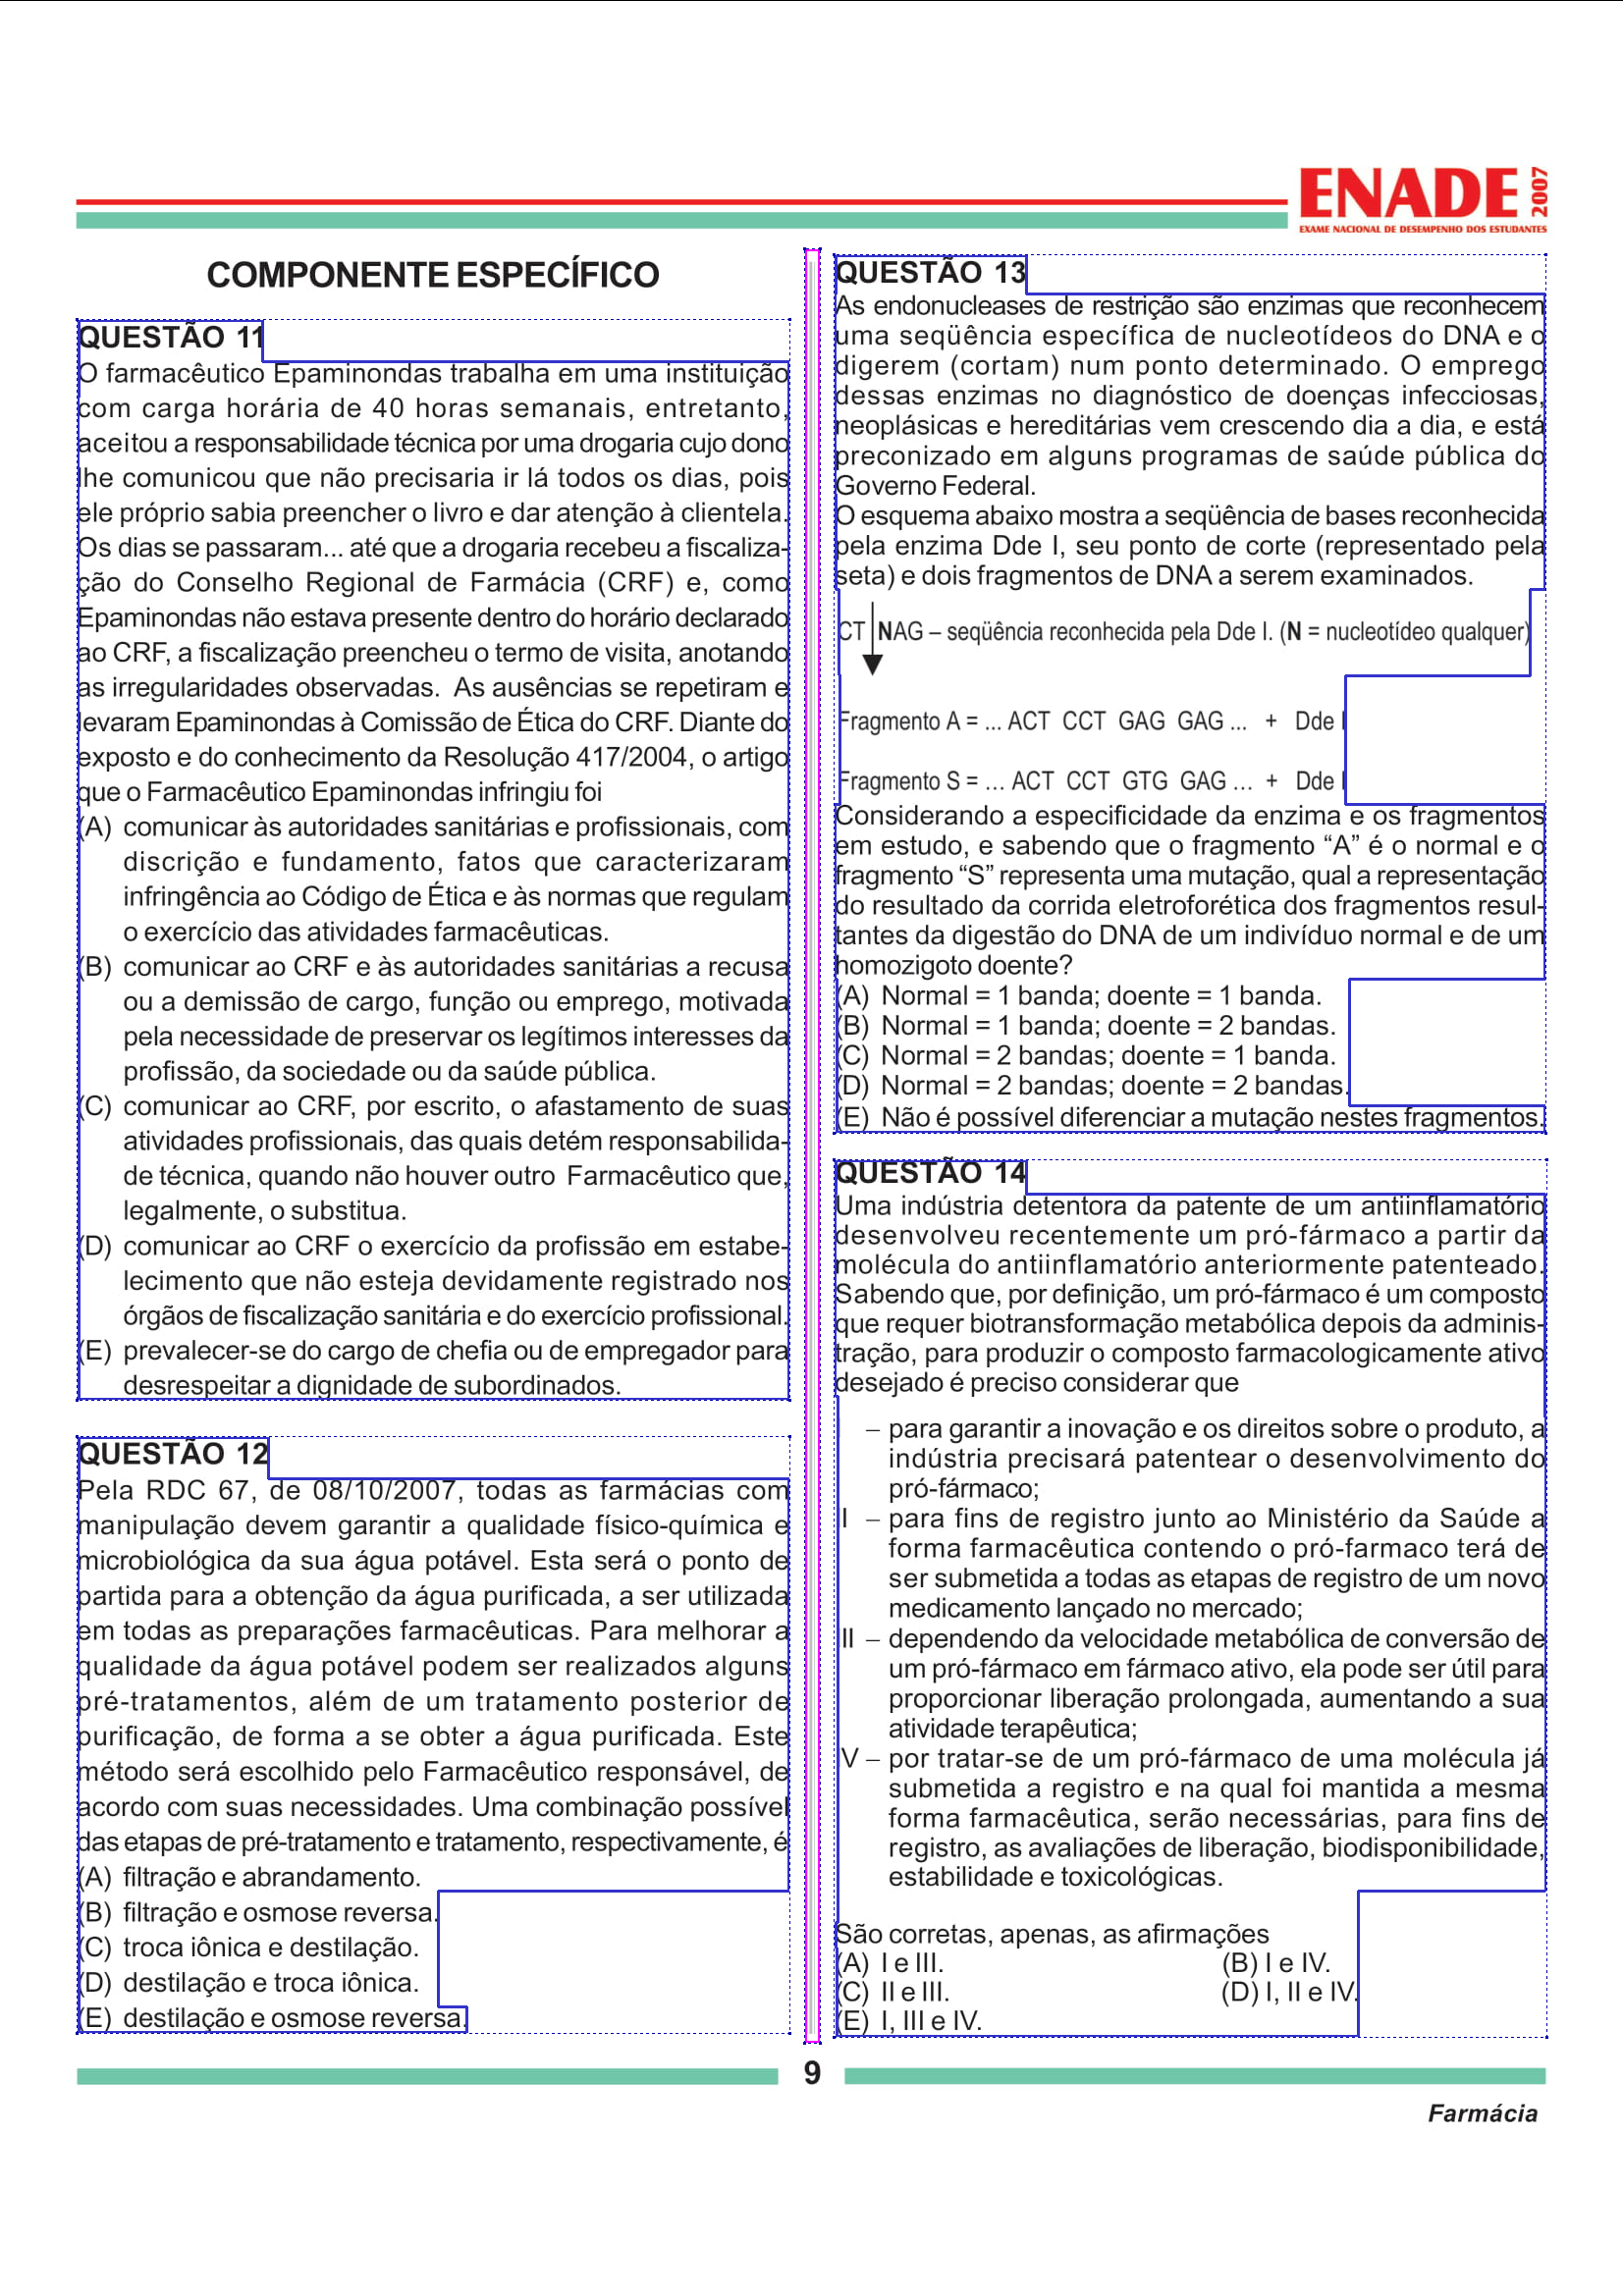 ENADE
2007
EXAME NACIONAL DE DESEMPENHO DOS ESTUDANTES
COMPONENTE ESPECÍFICO
QUESTÃO 11
O farmacêutico Epaminondas trabalha em uma instituição
com carga horária de 40 horas semanais, entretanto,
aceitou a responsabilidade técnica por uma drogaria cujo dono
lhe comunicou que não precisaria ir lá todos os dias, pois
ele próprio sabia preencher o livro e dar atenção à clientela.
Os dias se passaram... até que a drogaria recebeu a fiscaliza-
ção do Conselho Regional de Farmácia (CRF) e, como
Epaminondas não estava presente dentro do horário declarado
ao CRF, a fiscalização preencheu o termo de visita, anotando
as irregularidades observadas. As ausências se repetiram e
levaram Epaminondas à Comissão de Ética do CRF. Diante do
exposto e do conhecimento da Resolução 417/2004, o artigo
que o Farmacêutico Epaminondas infringiu foi
(A) comunicar às autoridades sanitárias e profissionais, com
discrição e fundamento, fatos que caracterizaram
infringência ao Código de Ética e às normas que regulam
o exercício das atividades farmacêuticas.
(B) comunicar ao CRF e às autoridades sanitárias a recusa
ou a demissão de cargo, função ou emprego, motivada
pela necessidade de preservar os legítimos interesses da
profissão, da sociedade ou da saúde pública.
(C) comunicar ao CRF, por escrito, o afastamento de suas
atividades profissionais, das quais detém responsabilida-
de técnica, quando não houver outro Farmacêutico que,
legalmente, o substitua.
(D) comunicar ao CRF o exercício da profissão em estabe-
lecimento que não esteja devidamente registrado nos
órgãos de fiscalização sanitária e do exercício profissional.
(E) prevalecer-se do cargo de chefia ou de empregador para
desrespeitar a dignidade de subordinados.
QUESTÃO 12
Pela RDC 67, de 08/10/2007, todas as farmácias com
manipulação devem garantir a qualidade físico-química e
microbiológica da sua água potável. Esta será o ponto de
partida para a obtenção da água purificada, a ser utilizada
em todas as preparações farmacêuticas. Para melhorar a
qualidade da água potável podem ser realizados alguns
pré-tratamentos, além de um tratamento posterior de
purificação, de forma a se obter a água purificada. Este
método será escolhido pelo Farmacêutico responsável, de
acordo com suas necessidades. Uma combinação possível
das etapas de pré-tratamento e tratamento, respectivamente, é
(A) filtração e abrandamento.
(B) filtração e osmose reversa.
(C) troca iônica e destilação.
(D) destilação e troca iônica.
(E) destilação e osmose reversa.
QUESTÃO 13
As endonucleases de restrição são enzimas que reconhecem
uma seqüência específica de nucleotídeos do DNA e o
digerem (cortam) num ponto determinado. O emprego
dessas enzimas no diagnóstico de doenças infecciosas,
neoplásicas e hereditárias vem crescendo dia a dia, e está
preconizado em alguns programas de saúde pública do
Governo Federal.
O esquema abaixo mostra a seqüência de bases reconhecida
pela enzima Dde I, seu ponto de corte (representado pela
seta) e dois fragmentos de DNA a serem examinados.
CT NAG – seqüência reconhecida pela Dde I. (N = nucleotídeo qualquer)
Fragmento A = ... ACT CCT GAG GAG ... + Dde I
Fragmento S = ... ACT CCT GTG GAG ... + Dde I
Considerando a especificidade da enzima e os fragmentos
em estudo, e sabendo que o fragmento “A” é o normal e o
fragmento “S” representa uma mutação, qual a representação
do resultado da corrida eletroforética dos fragmentos resul-
tantes da digestão do DNA de um indivíduo normal e de um
homozigoto doente?
(A) Normal = 1 banda; doente = 1 banda.
(B) Normal = 1 banda; doente = 2 bandas.
(C) Normal = 2 bandas; doente = 1 banda.
(D) Normal = 2 bandas; doente = 2 bandas.
(E) Não é possível diferenciar a mutação nestes fragmentos.
QUESTÃO 14
Uma indústria detentora da patente de um antiinflamatório
desenvolveu recentemente um pró-fármaco a partir da
molécula do antiinflamatório anteriormente patenteado.
Sabendo que, por definição, um pró-fármaco é um composto
que requer biotransformação metabólica depois da adminis-
tração, para produzir o composto farmacologicamente ativo
desejado é preciso considerar que
– para garantir a inovação e os direitos sobre o produto, a
indústria precisará patentear o desenvolvimento do
pró-fármaco;
I – para fins de registro junto ao Ministério da Saúde a
forma farmacêutica contendo o pró-farmaco terá de
ser submetida a todas as etapas de registro de um novo
medicamento lançado no mercado;
II – dependendo da velocidade metabólica de conversão de
um pró-fármaco em fármaco ativo, ela pode ser útil para
proporcionar liberação prolongada, aumentando a sua
atividade terapêutica;
V – por tratar-se de um pró-fármaco de uma molécula já
submetida a registro e na qual foi mantida a mesma
forma farmacêutica, serão necessárias, para fins de
registro, as avaliações de liberação, biodisponibilidade,
estabilidade e toxicológicas.
São corretas, apenas, as afirmações
(A) I e III. (B) I e IV.
(C) II e III. (D) I, II e IV.
(E) I, III e IV.
9
Farmácia